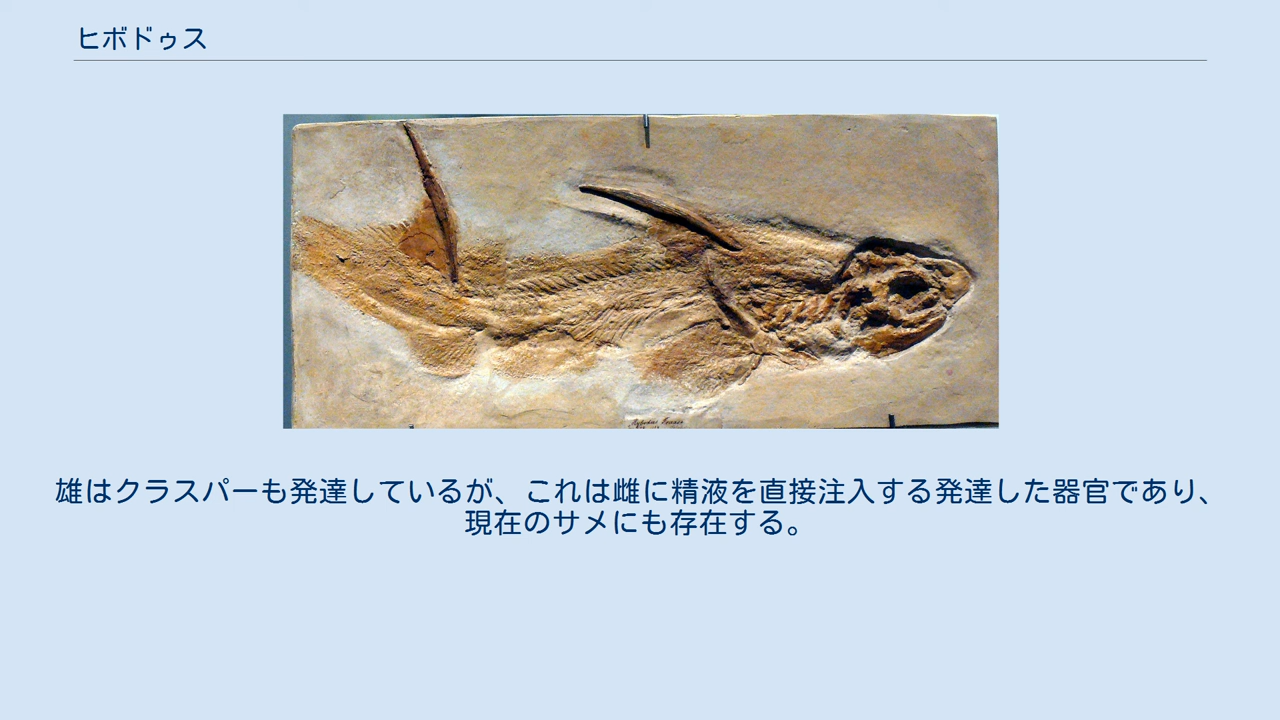 ヒボドゥス
雄はクラスパーも発達しているが、これは雌に精液を直接注入する発達した器官であり、
現在のサメにも存在する。